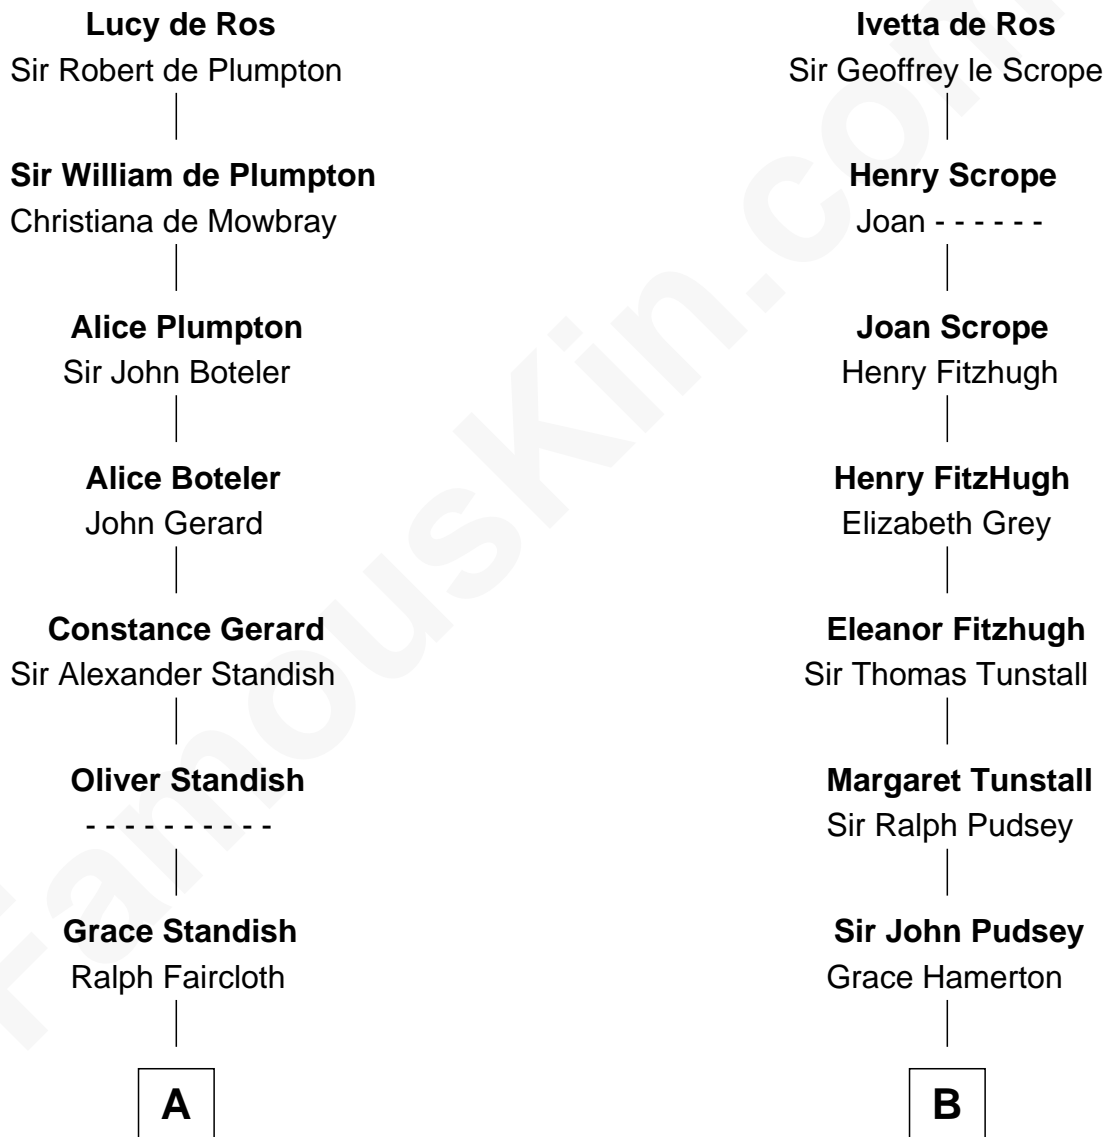 Lucy de Ros
Sir Robert de Plumpton
Sir William de Plumpton
Christiana de Mowbray
Alice Plumpton
Sir John Boteler
Alice Boteler
John Gerard
Constance Gerard
Sir Alexander Standish
Oliver Standish
- - - - - - - - - -
Grace Standish
Ralph Faircloth
A
Ivetta de Ros
Sir Geoffrey le Scrope
Henry Scrope
Joan - - - - - -
Joan Scrope
Henry Fitzhugh
Henry FitzHugh
Elizabeth Grey
Eleanor Fitzhugh
Sir Thomas Tunstall
Margaret Tunstall
Sir Ralph Pudsey
Sir John Pudsey
Grace Hamerton
B
FamousKin.com